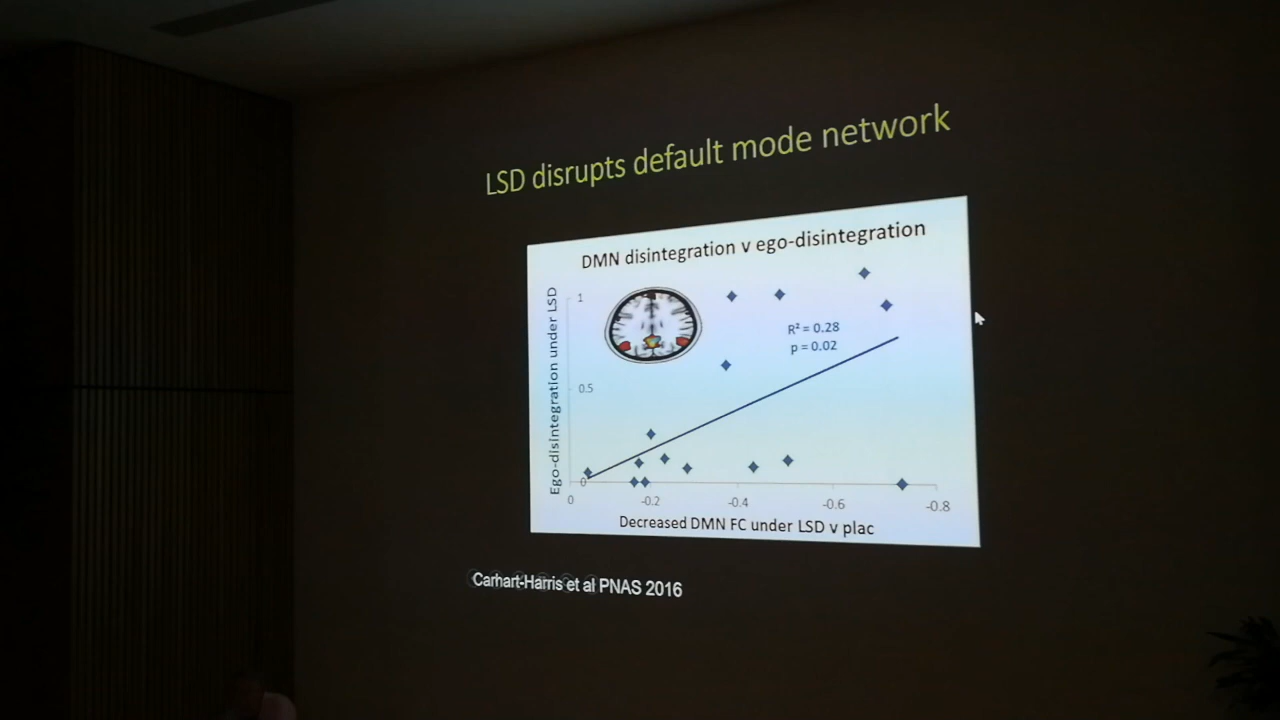 LSD disrupts default mode network
DMN disintegration v ego-disintegration
Ego-disintegration under LSD
1
R² = 0.28
p = 0.02
0.5
0
0
-0.2
-0.4
-0.6
-0.8
Decreased DMN FC under LSD v plac
Carhart-Harris et al PNAS 2016